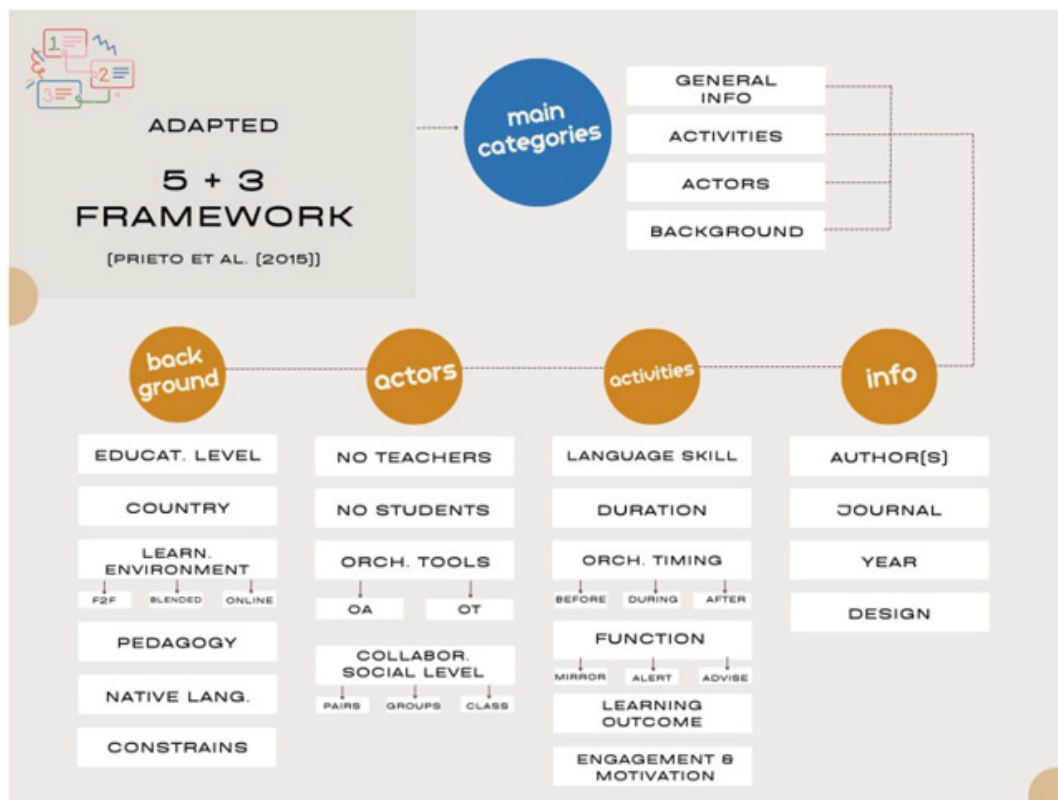 1
2
3
ADAPTED
5 + 3
FRAMEWORK
(PRIETO ET AL. (2015))
main
categories
GENERAL
INFO
ACTIVITIES
ACTORS
BACKGROUND
back
ground
EDUCAT. LEVEL
COUNTRY
LEARN.
ENVIRONMENT
F2F
BLENDED
ONLINE
PEDAGOGY
NATIVE LANG.
CONSTRAINS
actors
NO TEACHERS
NO STUDENTS
ORCH. TOOLS
OA
OT
COLLABOR.
SOCIAL LEVEL
PAIRS
GROUPS
CLASS
activities
LANGUAGE SKILL
DURATION
ORCH. TIMING
BEFORE
DURING
AFTER
FUNCTION
MIRROR
ALERT
ADVISE
LEARNING
OUTCOME
ENGAGEMENT &
MOTIVATION
info
AUTHOR(S)
JOURNAL
YEAR
DESIGN